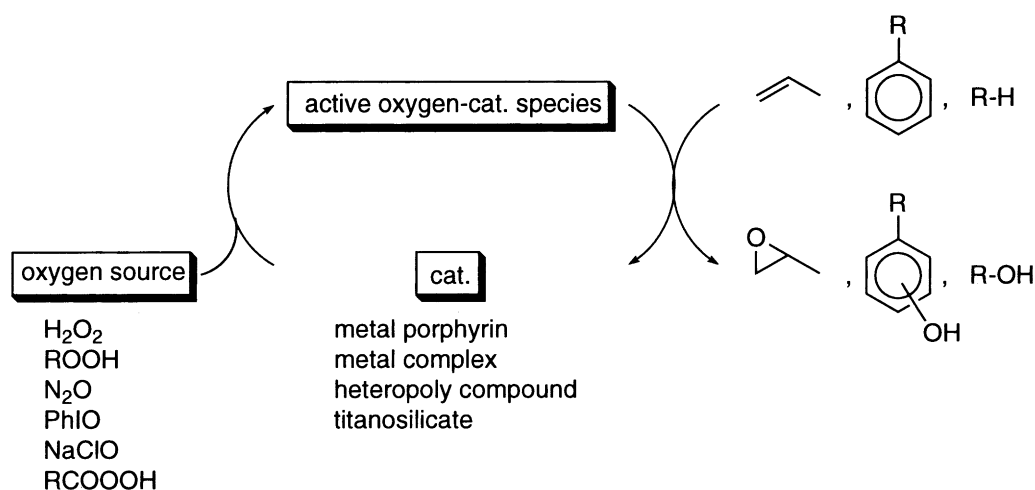 R
active oxygen-cat. species
, , R-H
R
O
oxygen source
cat.
, , R-OH
OH
H₂O₂
ROOH
N₂O
PhIO
NaClO
RCOOOH
metal porphyrin
metal complex
heteropoly compound
titanosilicate